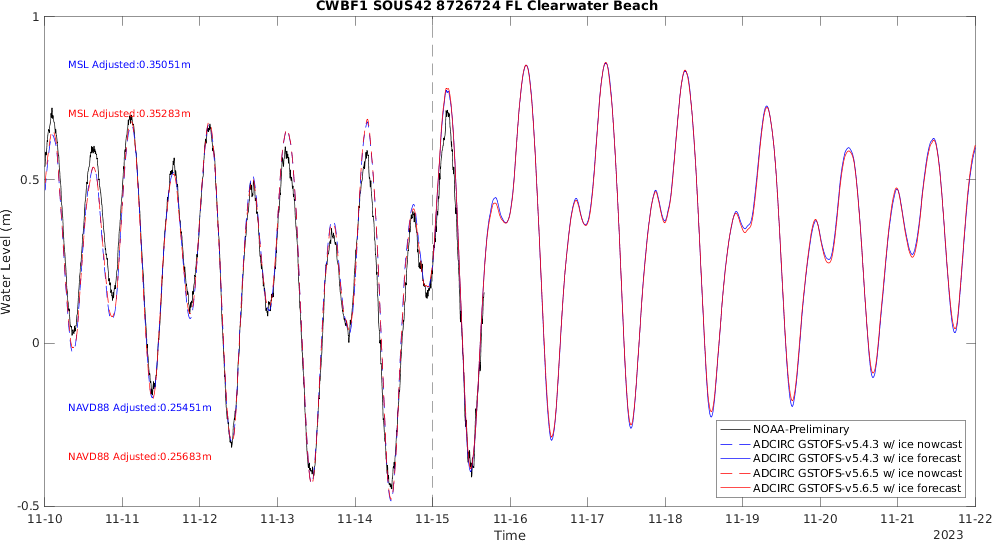 CWBF1 SOUS42 8726724 FL Clearwater Beach
1
MSL Adjusted:0.35051m
MSL Adjusted:0.35283m
0.5
Water Level (m)
0
NAVD88 Adjusted:0.25451m
NAVD88 Adjusted:0.25683m
NOAA-Preliminary
ADCIRC GSTOFS-v5.4.3 w/ ice nowcast
ADCIRC GSTOFS-v5.4.3 w/ ice forecast
ADCIRC GSTOFS-v5.6.5 w/ ice nowcast
ADCIRC GSTOFS-v5.6.5 w/ ice forecast
-0.5
11-10 11-11 11-12 11-13 11-14 11-15 11-16 11-17 11-18 11-19 11-20 11-21 11-22
Time
2023